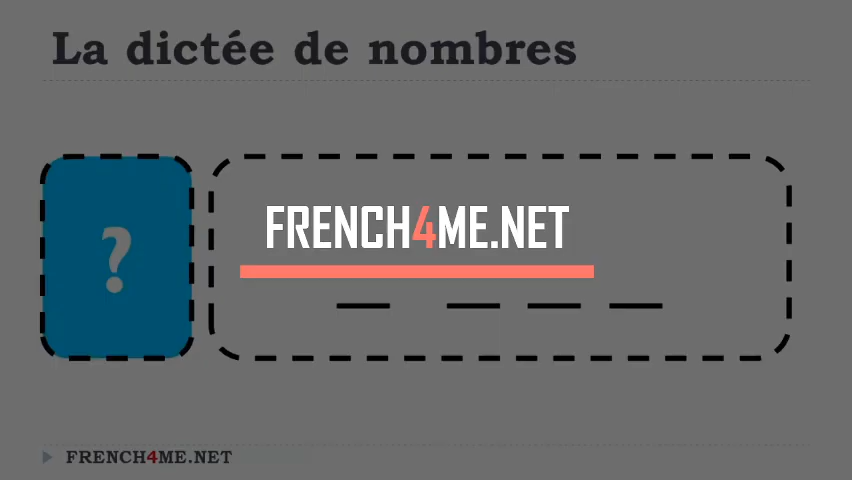 La dictée de nombres
?
FRENCH4ME.NET
FRENCH4ME.NET